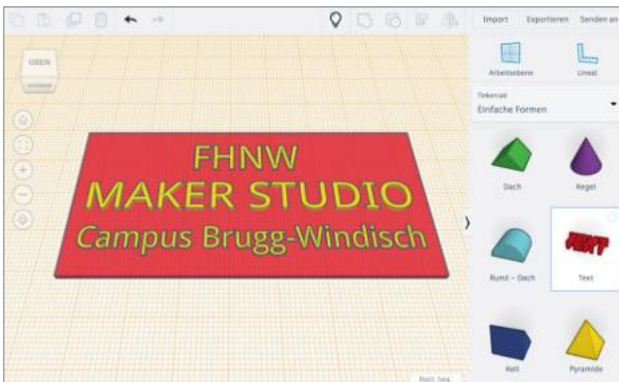 Import Exportieren Senden an
OBEN
Arbeitsebene Lineal
Tinkercad
Einfache Formen
FHNW
MAKER STUDIO
Campus Brugg-Windisch
Dach Kegel
TEXT
Rund – Dach Text
Keil Pyramide